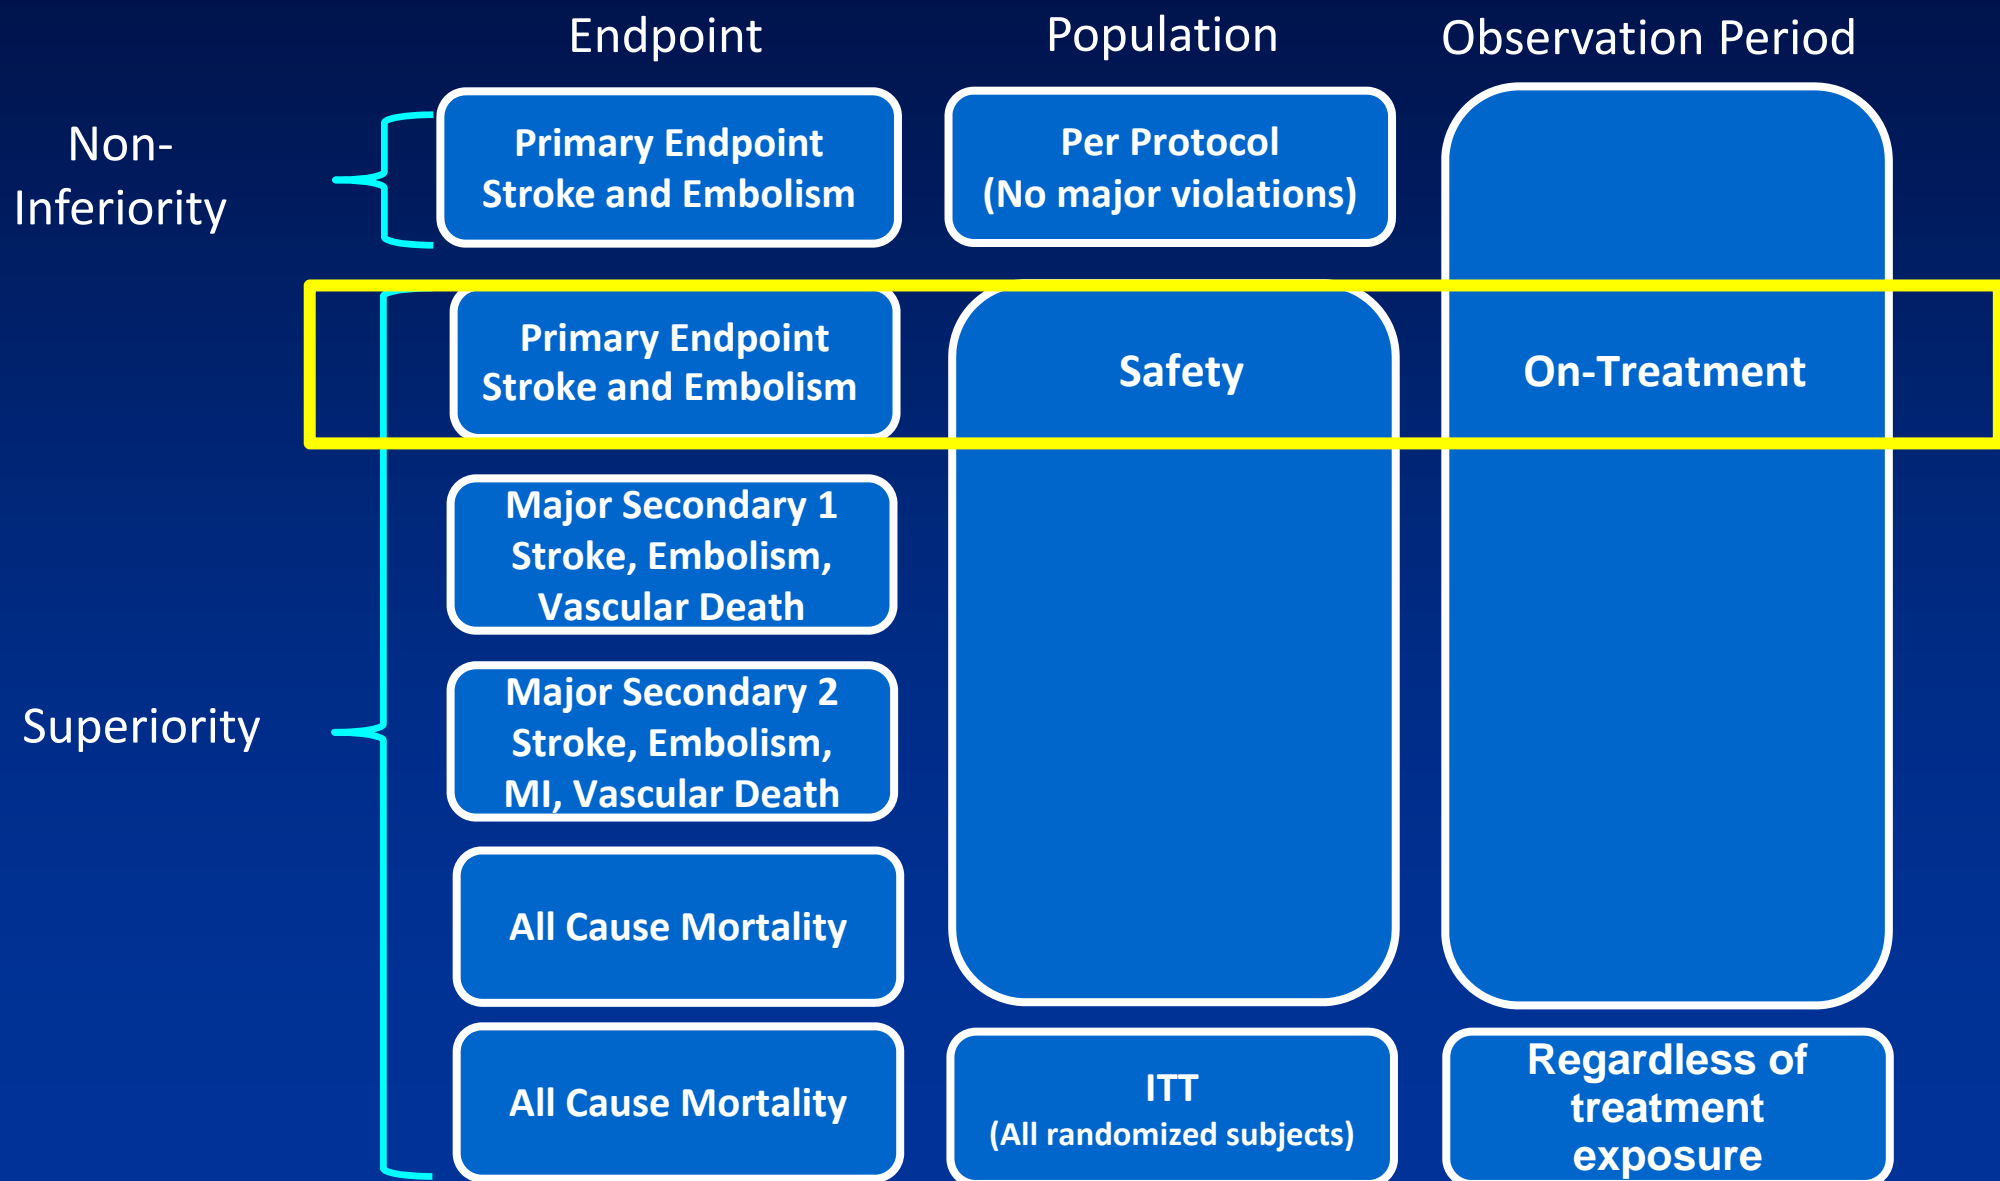 Endpoint
Population
Observation Period
Non-
Inferiority
Primary Endpoint
Stroke and Embolism
Per Protocol
(No major violations)
Primary Endpoint
Stroke and Embolism
Safety
On-Treatment
Major Secondary 1
Stroke, Embolism,
Vascular Death
Superiority
Major Secondary 2
Stroke, Embolism,
MI, Vascular Death
All Cause Mortality
All Cause Mortality
ITT
(All randomized subjects)
Regardless of
treatment
exposure